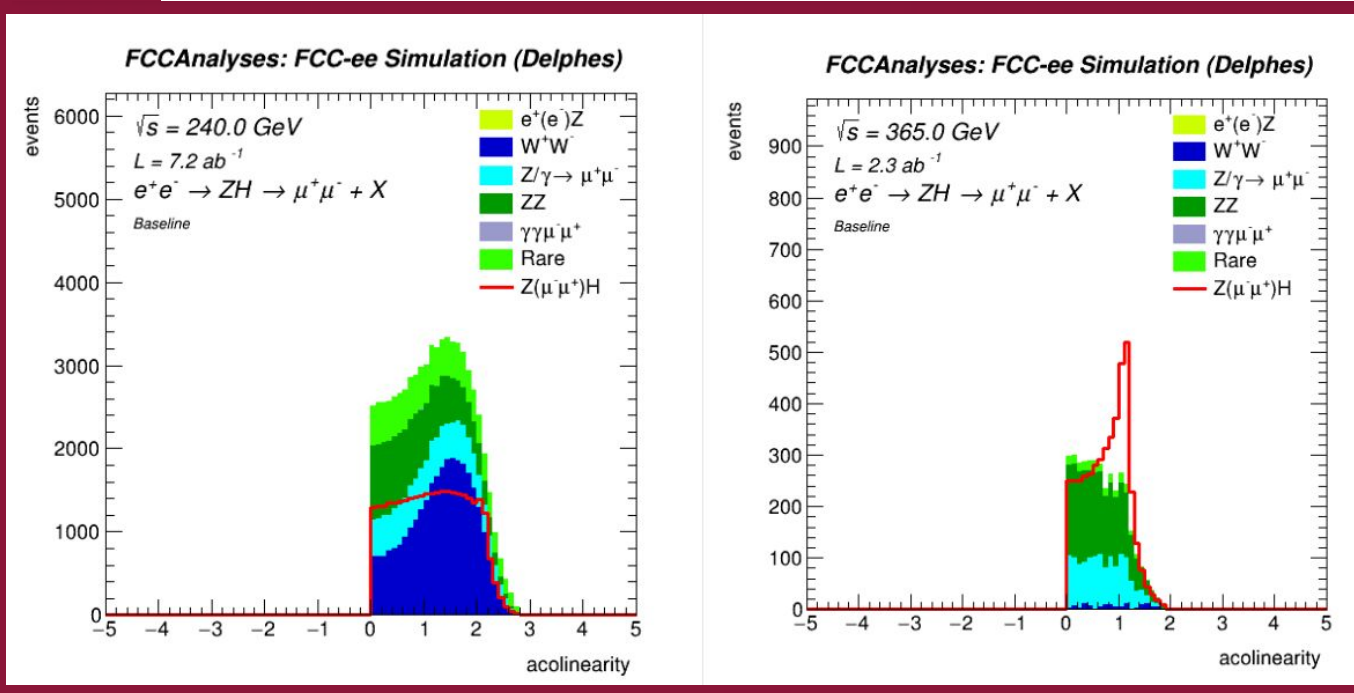 FCCAnalyses: FCC-ee Simulation (Delphes)
events
6000
5000
4000
3000
2000
1000
0
√s = 240.0 GeV
L = 7.2 ab⁻¹
e⁺e⁻ → ZH → μ⁺μ⁻ + X
Baseline
e⁺(e⁻)Z
W⁺W⁻
Z/γ→ μ⁺μ⁻
ZZ
γγμ⁻μ⁺
Rare
Z(μ⁻μ⁺)H
−5 −4 −3 −2 −1 0 1 2 3 4 5
acolinearity
FCCAnalyses: FCC-ee Simulation (Delphes)
events
900
800
700
600
500
400
300
200
100
0
√s = 365.0 GeV
L = 2.3 ab⁻¹
e⁺e⁻ → ZH → μ⁺μ⁻ + X
Baseline
e⁺(e⁻)Z
W⁺W⁻
Z/γ→ μ⁺μ⁻
ZZ
γγμ⁻μ⁺
Rare
Z(μ⁻μ⁺)H
−5 −4 −3 −2 −1 0 1 2 3 4 5
acolinearity